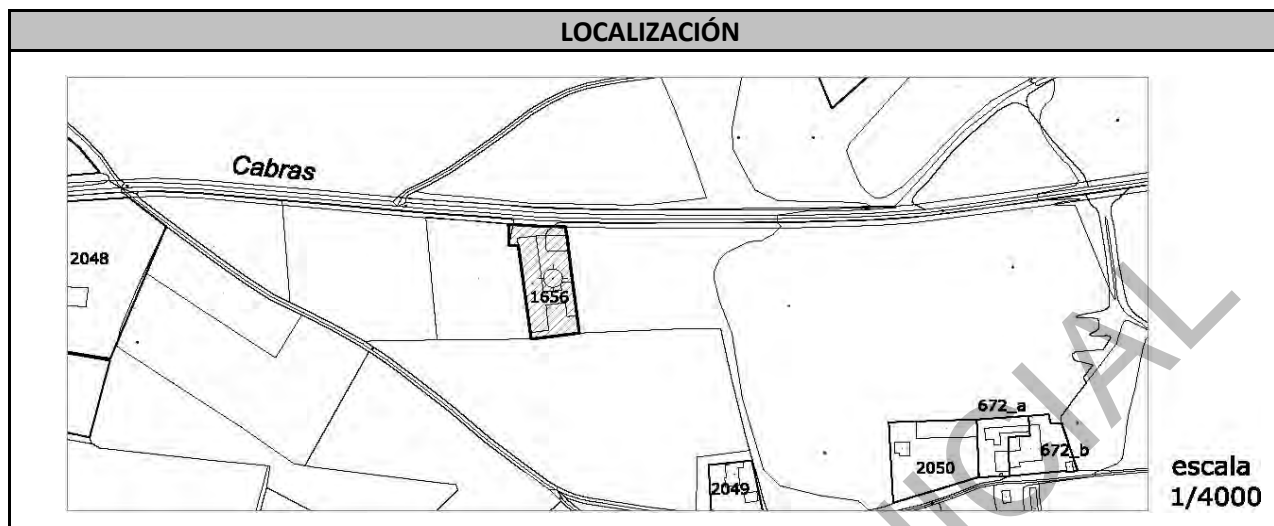 LOCALIZACIÓN
Cabras
2048
1656
672_a
672_b
2050
2049
escala
1/4000